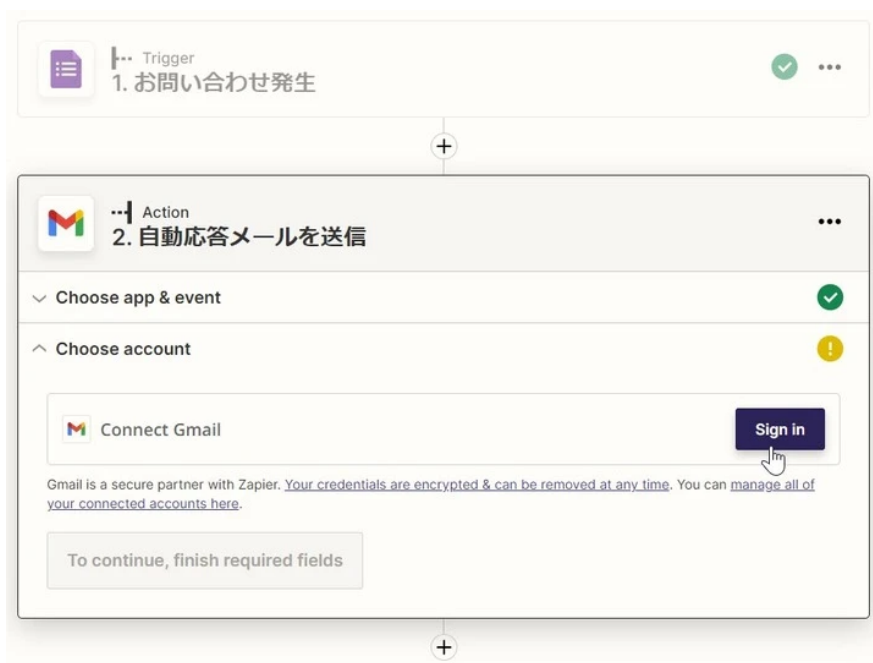 Trigger
1. お問い合わせ発生
Action
2. 自動応答メールを送信
Choose app & event
Choose account
Connect Gmail
Sign in
Gmail is a secure partner with Zapier. Your credentials are encrypted & can be removed at any time. You can manage all of
your connected accounts here.
To continue, finish required fields